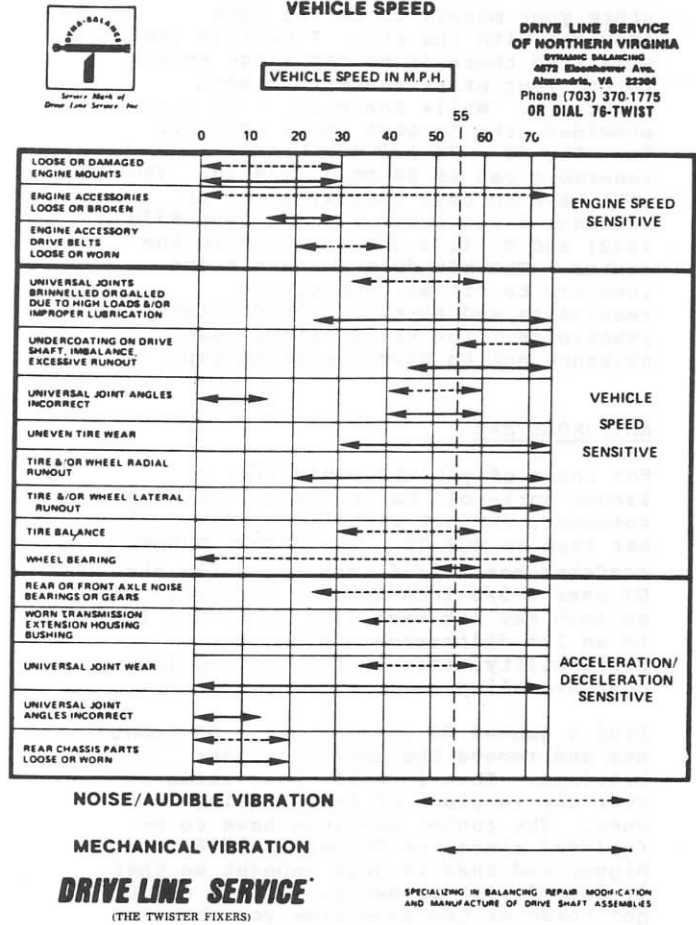 VEHICLE SPEED
DYNA-BALANCE
Service Mark of
Drive Line Service Inc
DRIVE LINE SERVICE
OF NORTHERN VIRGINIA
DYNAMIC BALANCING
4672 Eisenhower Ave.
Alexandria, VA 22304
Phone (703) 370-1775
OR DIAL 76-TWIST
VEHICLE SPEED IN M.P.H.
55
0 10 20 30 40 50 60 70
LOOSE OR DAMAGED
ENGINE MOUNTS
ENGINE ACCESSORIES
LOOSE OR BROKEN
ENGINE ACCESSORY
DRIVE BELTS
LOOSE OR WORN
ENGINE SPEED
SENSITIVE
UNIVERSAL JOINTS
BRINNELLED OR GALLED
DUE TO HIGH LOADS &/OR
IMPROPER LUBRICATION
UNDERCOATING ON DRIVE
SHAFT, IMBALANCE,
EXCESSIVE RUNOUT
UNIVERSAL JOINT ANGLES
INCORRECT
UNEVEN TIRE WEAR
TIRE &/OR WHEEL RADIAL
RUNOUT
TIRE &/OR WHEEL LATERAL
RUNOUT
TIRE BALANCE
WHEEL BEARING
VEHICLE
SPEED
SENSITIVE
REAR OR FRONT AXLE NOISE
BEARINGS OR GEARS
WORN TRANSMISSION
EXTENSION HOUSING
BUSHING
UNIVERSAL JOINT WEAR
UNIVERSAL JOINT
ANGLES INCORRECT
REAR CHASSIS PARTS
LOOSE OR WORN
ACCELERATION/
DECELERATION
SENSITIVE
NOISE/AUDIBLE VIBRATION
MECHANICAL VIBRATION
DRIVE LINE SERVICE
(THE TWISTER FIXERS)
SPECIALIZING IN BALANCING REPAIR MODIFICATION
AND MANUFACTURE OF DRIVE SHAFT ASSEMBLIES